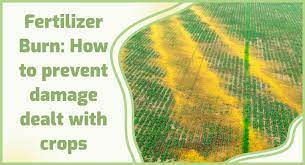 Fertilizer
Burn: How
to prevent
damage
dealt with
crops